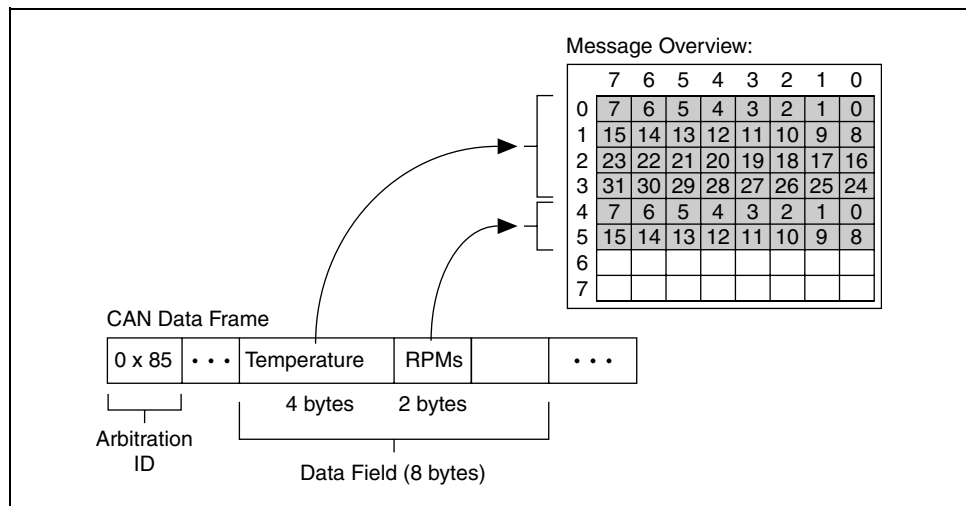 Message Overview:
7 6 5 4 3 2 1 0
0 7 6 5 4 3 2 1 0
1 15 14 13 12 11 10 9 8
2 23 22 21 20 19 18 17 16
3 31 30 29 28 27 26 25 24
4 7 6 5 4 3 2 1 0
5 15 14 13 12 11 10 9 8
6
7
CAN Data Frame
0 x 85 • • • Temperature RPMs • • •
4 bytes 2 bytes
Arbitration
ID
Data Field (8 bytes)